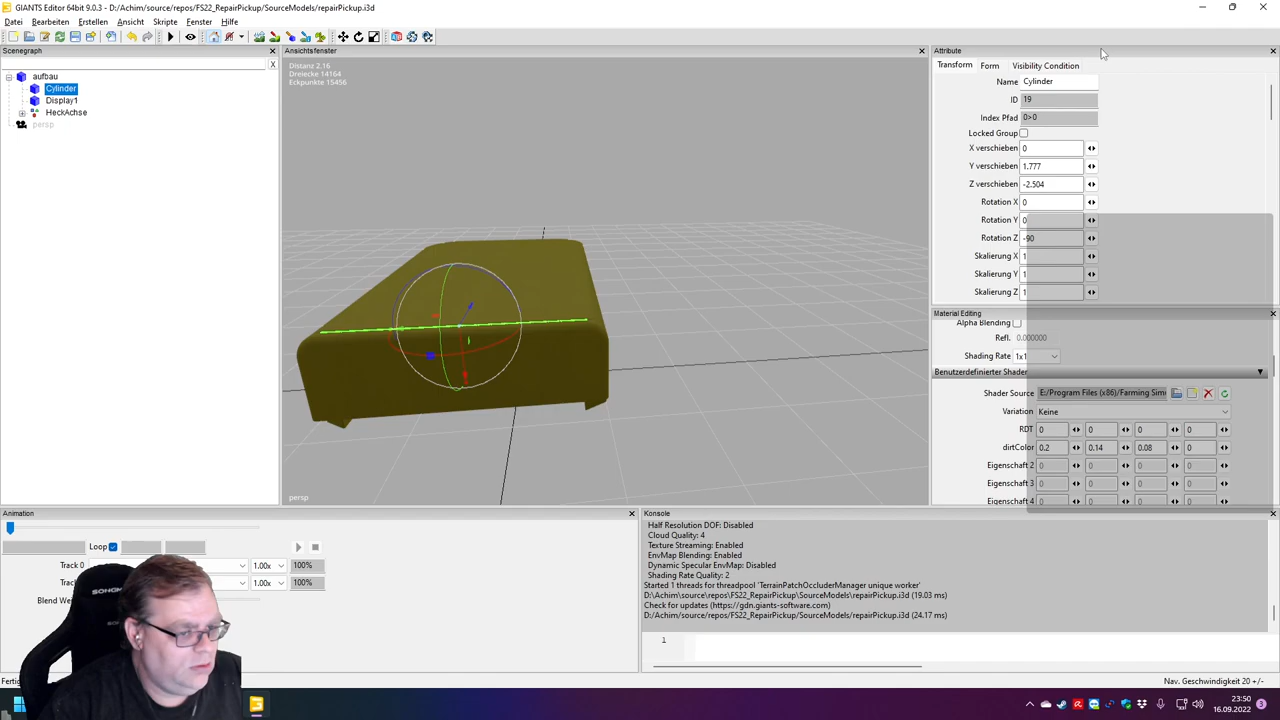 GIANTS Editor 64bit 9.0.3 - D:/Achim/source/repos/FS22_RepairPickup/SourceModels/repairPickup.i3d
Datei Bearbeiten Erstellen Ansicht Skripte Fenster Hilfe
Scenegraph
X
aufbau
Cylinder
Display1
HeckAchse
persp
Ansichtsfenster
Distanz 2.16
Dreiecke 14164
Eckpunkte 15456
persp
Attribute
Transform Form Visibility Condition
Name Cylinder
ID 19
Index Pfad 0>0
Locked Group
X verschieben 0
Y verschieben 1.777
Z verschieben -2.504
Rotation X 0
Rotation Y 0
Rotation Z -90
Skalierung X 1
Skalierung Y 1
Skalierung Z 1
Material Editing
Alpha Blending
Refl. 0.000000
Shading Rate 1x1
Benutzerdefinierter Shader
Shader Source E:/Program Files (x86)/Farming Sim
Variation Keine
RDT 0 0 0 0
dirtColor 0.2 0.14 0.08 0
Eigenschaft 2 0 0 0 0
Eigenschaft 3 0 0 0 0
Eigenschaft 4 0 0 0 0
Animation
Loop
Track 0 1.00x 100%
Track 1.00x 100%
Blend We
Konsole
Half Resolution DOF: Disabled
Cloud Quality: 4
Texture Streaming: Enabled
EnvMap Blending: Enabled
Dynamic Specular EnvMap: Disabled
Shading Rate Quality: 2
Started 1 threads for threadpool 'TerrainPatchOccluderManager unique worker'
D:\Achim\source\repos\FS22_RepairPickup\SourceModels\repairPickup.i3d (19.03 ms)
Check for updates (https://gdn.giants-software.com)
D:/Achim/source/repos/FS22_RepairPickup/SourceModels/repairPickup.i3d (24.17 ms)
1
SONGM
Fertig
Nav. Geschwindigkeit 20 +/-
23:50
16.09.2022